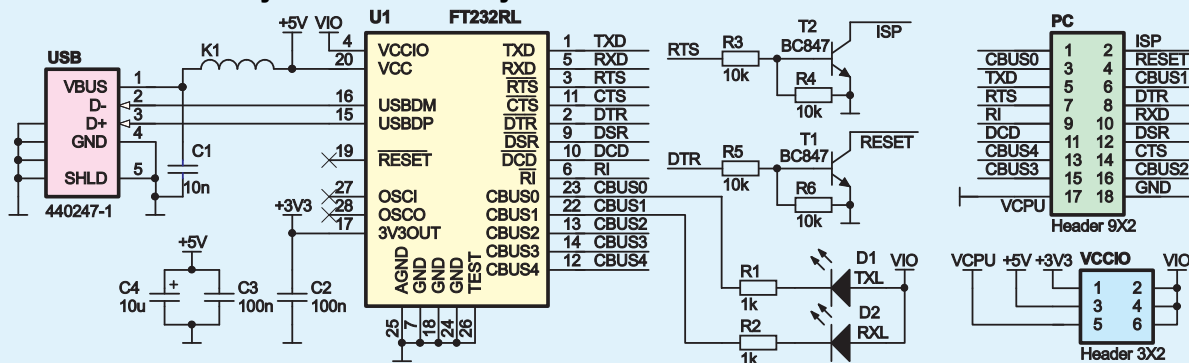 USB
VBUS
D-
D+
GND
SHLD
1
2
3
4
5
440247-1
K1
+5V
VIO
C1
10n
+5V
C4
+
10u
C3
100n
+3V3
C2
100n
U1
FT232RL
4
VCCIO
20
VCC
16
USBDM
15
USBDP
19
RESET
27
OSCI
28
OSCO
17
3V3OUT
AGND
GND
GND
GND
TEST
25
7
18
24
26
TXD 1 TXD
RXD 5 RXD
RTS 3 RTS
CTS 11 CTS
DTR 2 DTR
DSR 9 DSR
DCD 10 DCD
RI 6 RI
CBUS0 23 CBUS0
CBUS1 22 CBUS1
CBUS2 13 CBUS2
CBUS3 14 CBUS3
CBUS4 12 CBUS4
RTS
R3
10k
T2
BC847
ISP
R4
10k
DTR
R5
10k
T1
BC847
RESET
R6
10k
R1
1k
D1
TXL
VIO
R2
1k
D2
RXL
PC
1 2 ISP
CBUS0 3 4 RESET
TXD 5 6 CBUS1
RTS 7 8 DTR
RI 9 10 RXD
DCD 11 12 DSR
CBUS4 13 14 CTS
CBUS3 15 16 CBUS2
VCPU 17 18 GND
Header 9X2
VCPU
+5V
+3V3
VCCIO
VIO
1 2
3 4
5 6
Header 3X2